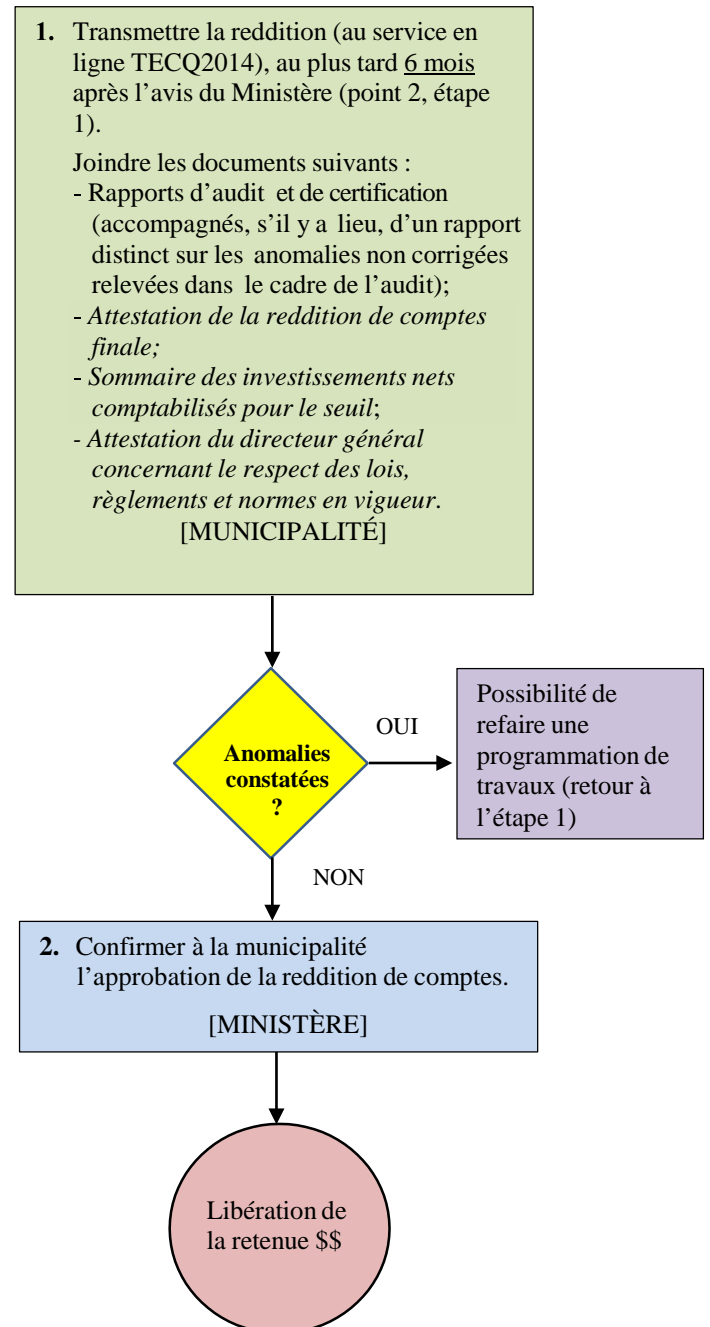 1. Transmettre la reddition (au service en
ligne TECQ2014), au plus tard 6 mois
après l’avis du Ministère (point 2, étape
1).
Joindre les documents suivants :
- Rapports d’audit et de certification
(accompagnés, s’il y a lieu, d’un rapport
distinct sur les anomalies non corrigées
relevées dans le cadre de l’audit);
- Attestation de la reddition de comptes
finale;
- Sommaire des investissements nets
comptabilisés pour le seuil;
- Attestation du directeur général
concernant le respect des lois,
règlements et normes en vigueur.
[MUNICIPALITÉ]
Anomalies
constatées
?
OUI
Possibilité de
refaire une
programmation de
travaux (retour à
l’étape 1)
NON
2. Confirmer à la municipalité
l’approbation de la reddition de comptes.
[MINISTÈRE]
Libération de
la retenue $$